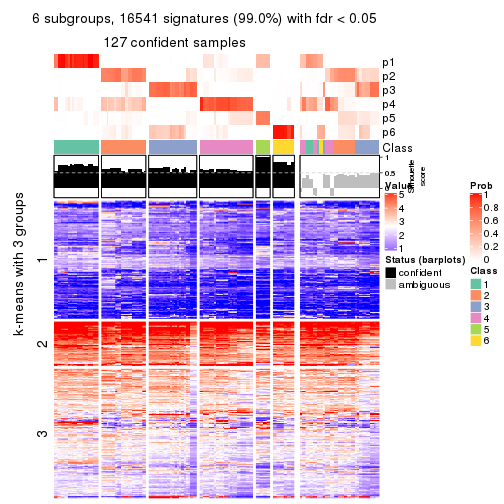 6 subgroups, 16541 signatures (99.0%) with fdr < 0.05
127 confident samples
p1
p2
p3
p4
p5
p6
Class
1
0.5
0
Silhouette
score
k-means with 3 groups
1
2
3
Value
5
4
3
2
1
Status (barplots)
confident
ambiguous
Prob
1
0.8
0.6
0.4
0.2
0
Class
1
2
3
4
5
6